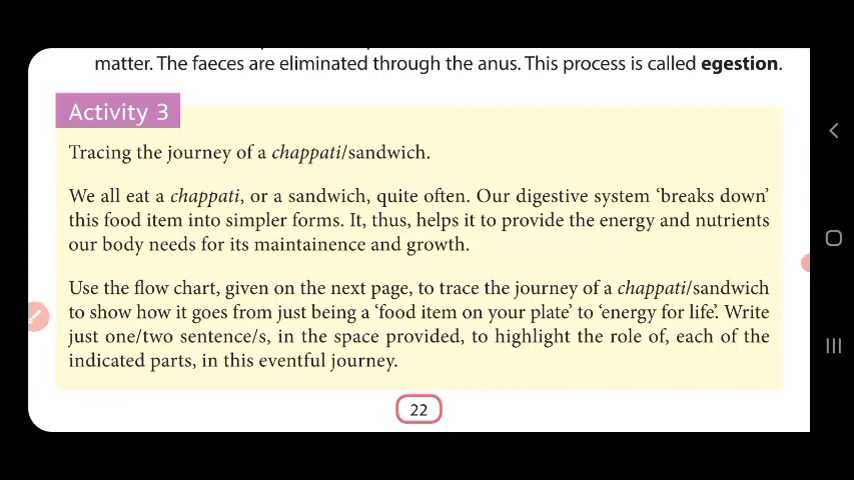 matter. The faeces are eliminated through the anus. This process is called egestion.
Activity 3
Tracing the journey of a chappati/sandwich.
We all eat a chappati, or a sandwich, quite often. Our digestive system ‘breaks down’
this food item into simpler forms. It, thus, helps it to provide the energy and nutrients
our body needs for its maintainence and growth.
Use the flow chart, given on the next page, to trace the journey of a chappati/sandwich
to show how it goes from just being a ‘food item on your plate’ to ‘energy for life’. Write
just one/two sentence/s, in the space provided, to highlight the role of, each of the
indicated parts, in this eventful journey.
22